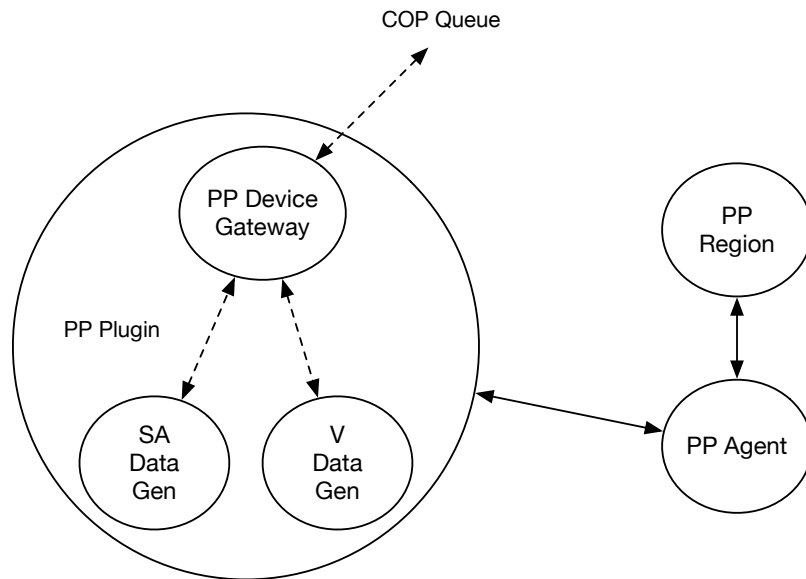 COP Queue
PP Device
Gateway
PP
Region
PP Plugin
SA
Data
Gen
V
Data
Gen
PP Agent